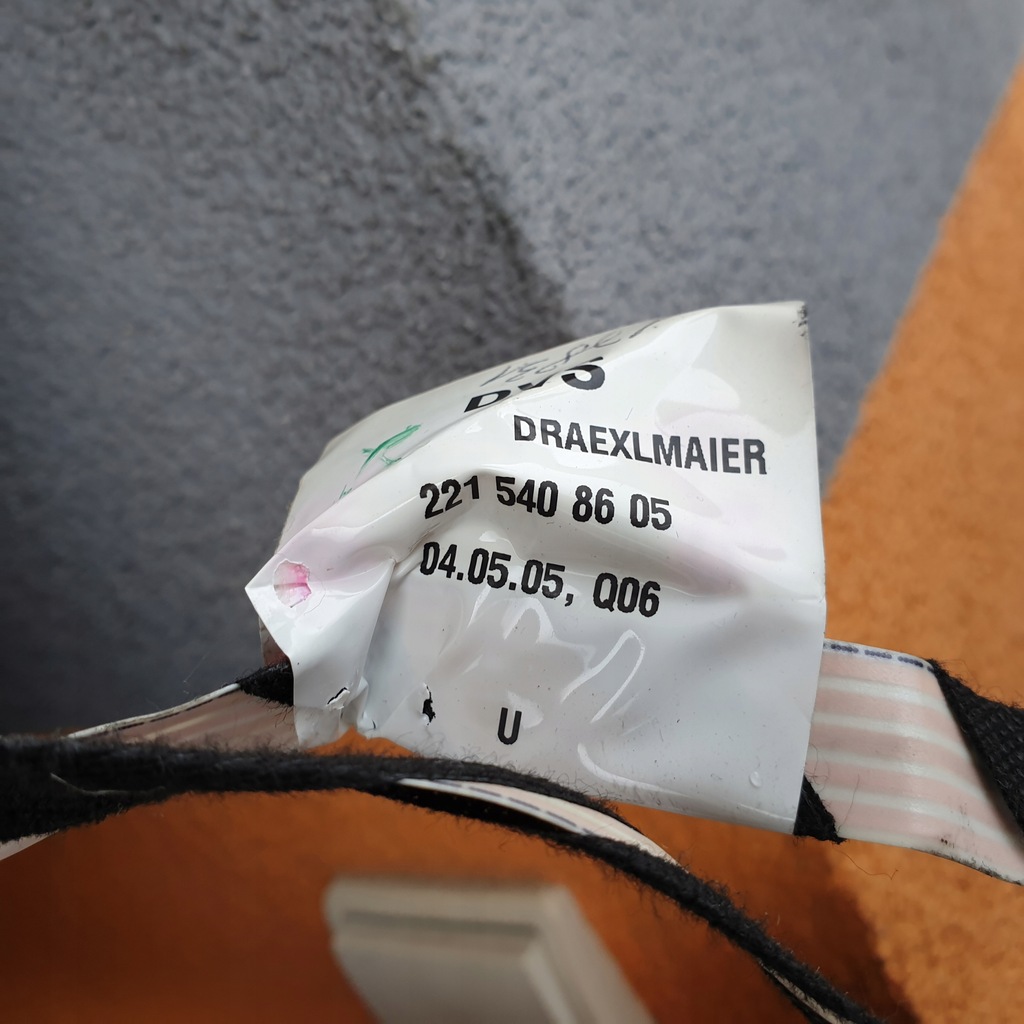 DRAEXLMAIER
221 540 86 05
04.05.05, Q06
U